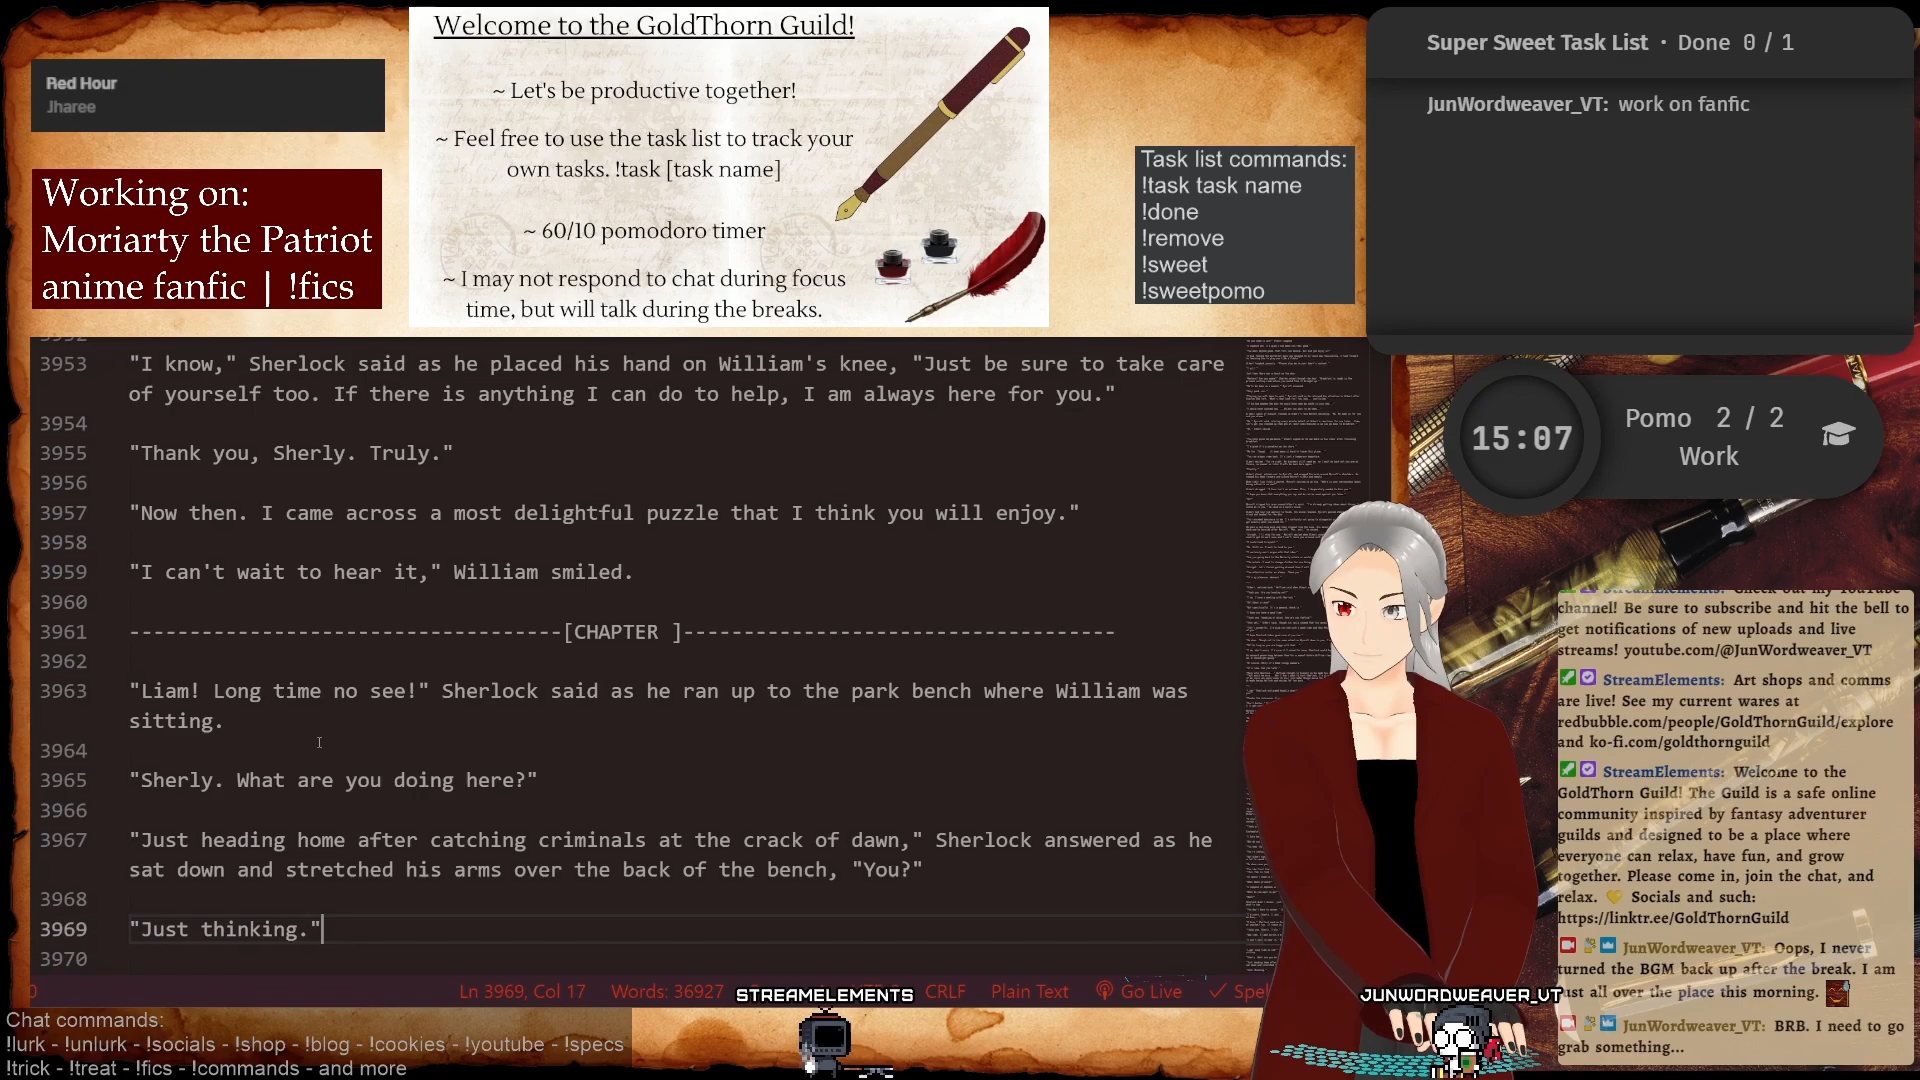 Welcome to the GoldThorn Guild!
~ Let's be productive together!
~ Feel free to use the task list to track your
own tasks. !task [task name]
~ 60/10 pomodoro timer
~ I may not respond to chat during focus
time, but will talk during the breaks.
Red Hour
Jharee
Working on:
Moriarty the Patriot
anime fanfic | !fics
Task list commands:
!task task name
!done
!remove
!sweet
!sweetpomo
Super Sweet Task List • Done 0 / 1
JunWordweaver_VT: work on fanfic
15:07
Pomo 2 / 2
Work
3953 "I know," Sherlock said as he placed his hand on William's knee, "Just be sure to take care
of yourself too. If there is anything I can do to help, I am always here for you."
3954
3955 "Thank you, Sherly. Truly."
3956
3957 "Now then. I came across a most delightful puzzle that I think you will enjoy."
3958
3959 "I can't wait to hear it," William smiled.
3960
3961 ------------------------------------[CHAPTER ]------------------------------------
3962
3963 "Liam! Long time no see!" Sherlock said as he ran up to the park bench where William was
sitting.
3964
3965 "Sherly. What are you doing here?"
3966
3967 "Just heading home after catching criminals at the crack of dawn," Sherlock answered as he
sat down and stretched his arms over the back of the bench, "You?"
3968
3969 "Just thinking."
3970
Ln 3969, Col 17 Words: 36927 CRLF Plain Text Go Live Spel
STREAMELEMENTS
JUNWORDWEAVER_VT
Chat commands:
!lurk - !unlurk - !socials - !shop - !blog - !cookies - !youtube - !specs
!trick - !treat - !fics - !commands - and more
StreamElements: Check out my YouTube
channel! Be sure to subscribe and hit the bell to
get notifications of new uploads and live
streams! youtube.com/@JunWordweaver_VT
StreamElements: Art shops and comms
are live! See my current wares at
redbubble.com/people/GoldThornGuild/explore
and ko-fi.com/goldthornguild
StreamElements: Welcome to the
GoldThorn Guild! The Guild is a safe online
community inspired by fantasy adventurer
guilds and designed to be a place where
everyone can relax, have fun, and grow
together. Please come in, join the chat, and
relax. 💛 Socials and such:
https://linktr.ee/GoldThornGuild
JunWordweaver_VT: Oops, I never
turned the BGM back up after the break. I am
just all over the place this morning.
JunWordweaver_VT: BRB. I need to go
grab something...